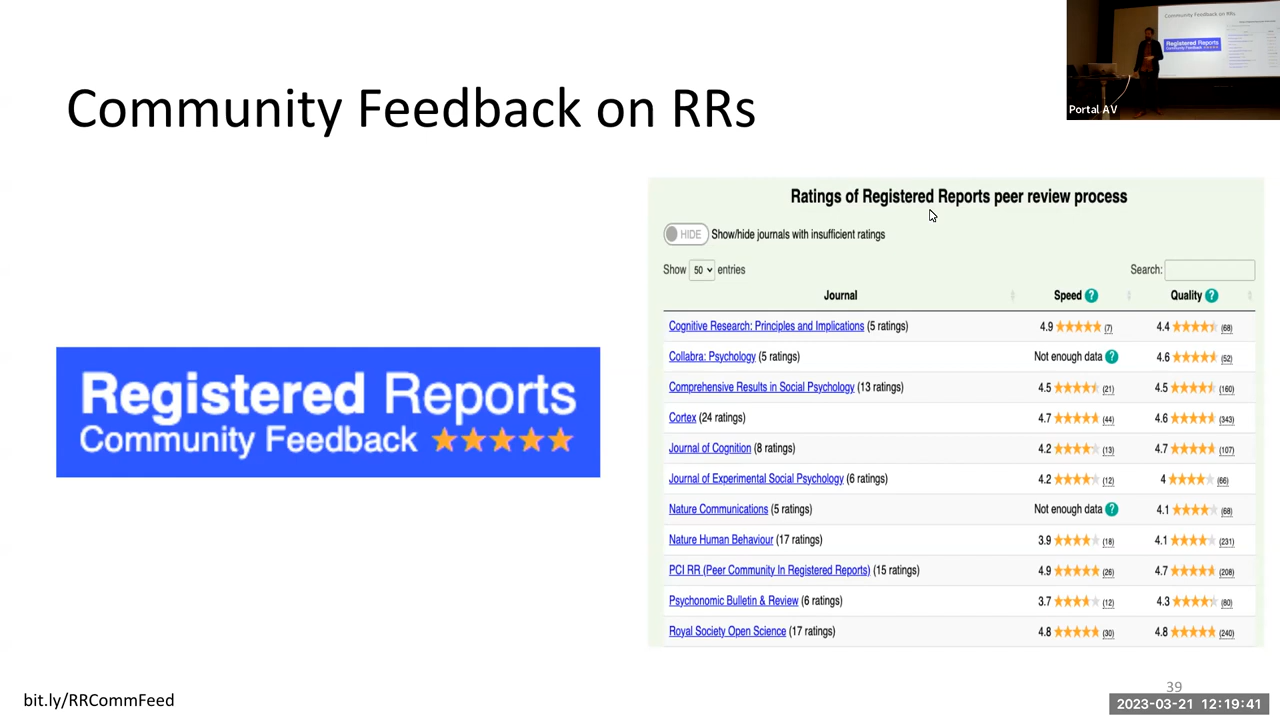 Community Feedback on RRs
Portal AV
Community Feedback on RRs
Registered Reports
Registered Reports
Community Feedback
Ratings of Registered Reports peer review process
HIDE Show/hide journals with insufficient ratings
Show 50 entries Search:
Journal Speed ? Quality ?
Cognitive Research: Principles and Implications (5 ratings) 4.9 (7) 4.4 (68)
Collabra: Psychology (5 ratings) Not enough data ? 4.6 (52)
Comprehensive Results in Social Psychology (13 ratings) 4.5 (21) 4.5 (160)
Cortex (24 ratings) 4.7 (44) 4.6 (343)
Journal of Cognition (8 ratings) 4.2 (13) 4.7 (107)
Journal of Experimental Social Psychology (6 ratings) 4.2 (12) 4 (66)
Nature Communications (5 ratings) Not enough data ? 4.1 (68)
Nature Human Behaviour (17 ratings) 3.9 (18) 4.1 (231)
PCI RR (Peer Community In Registered Reports) (15 ratings) 4.9 (26) 4.7 (208)
Psychonomic Bulletin & Review (6 ratings) 3.7 (12) 4.3 (80)
Royal Society Open Science (17 ratings) 4.8 (30) 4.8 (240)
bit.ly/RRCommFeed
39
2023-03-21 12:19:41